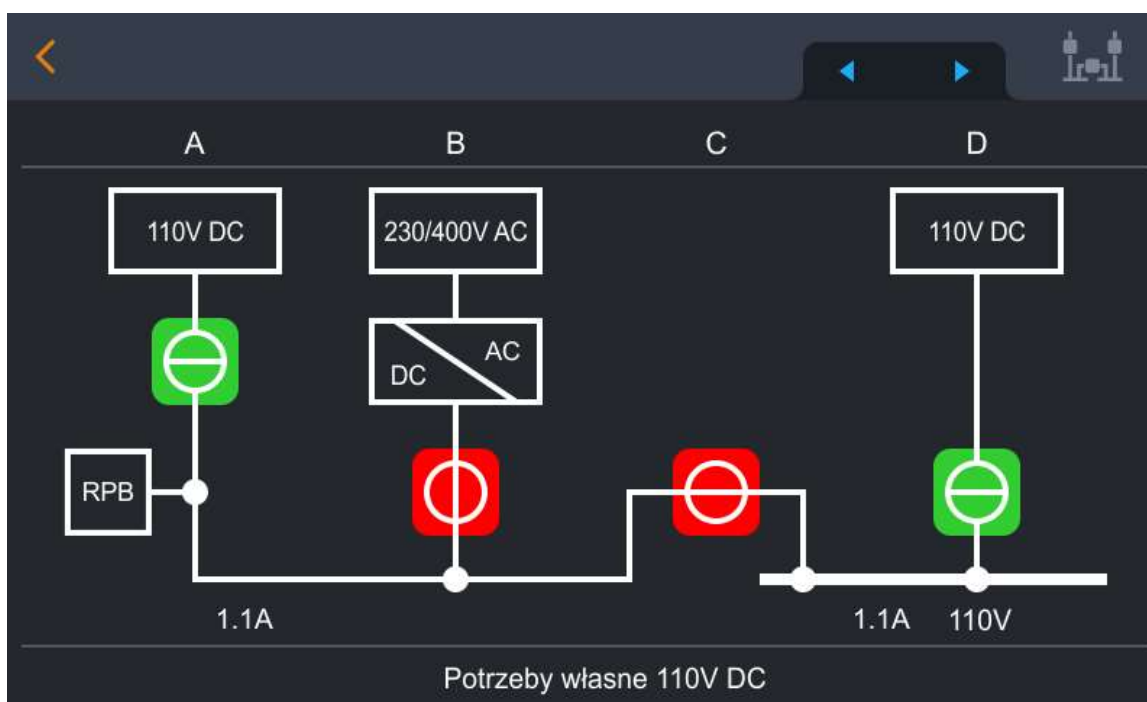 A B C D
110V DC 230/400V AC 110V DC
AC
DC
RPB
1.1A 1.1A 110V
Potrzeby własne 110V DC